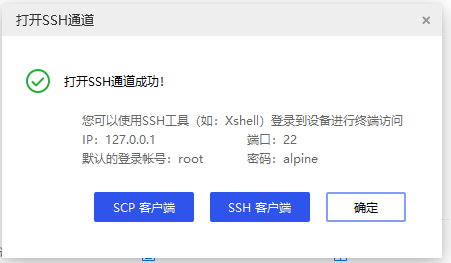 打开SSH通道
打开SSH通道成功！
您可以使用SSH工具（如：Xshell）登录到设备进行终端访问
IP：127.0.0.1 端口：22
默认的登录帐号：root 密码：alpine
SCP 客户端 SSH 客户端 确定